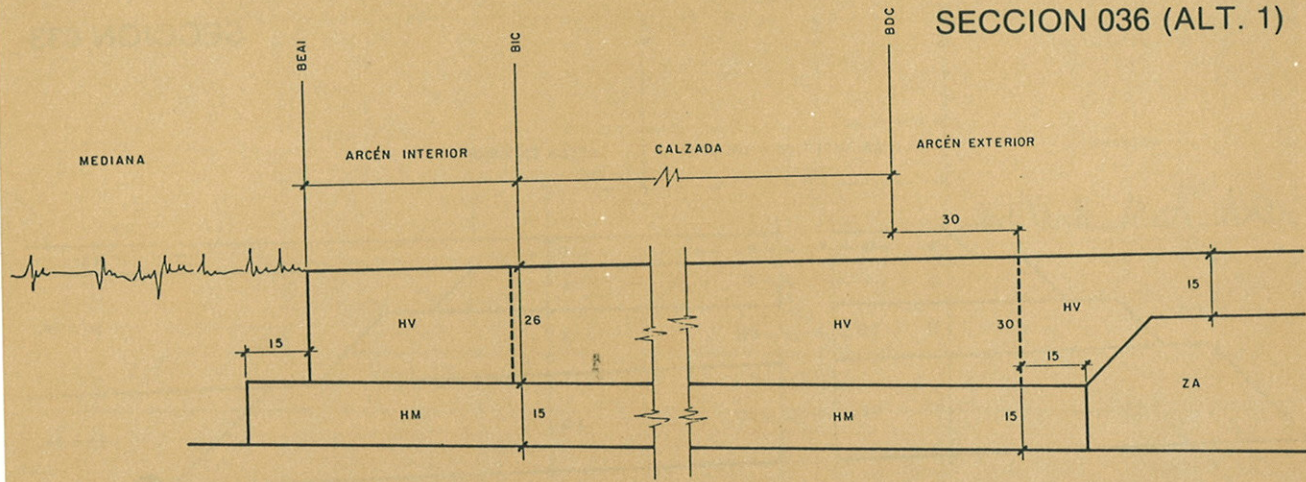 SECCION 036 (ALT. 1)
BEAI
BIC
BDC
MEDIANA
ARCÉN INTERIOR
CALZADA
ARCÉN EXTERIOR
30
15
HV
26
HV
30
HV
15
15
15
HM
15
HM
15
ZA